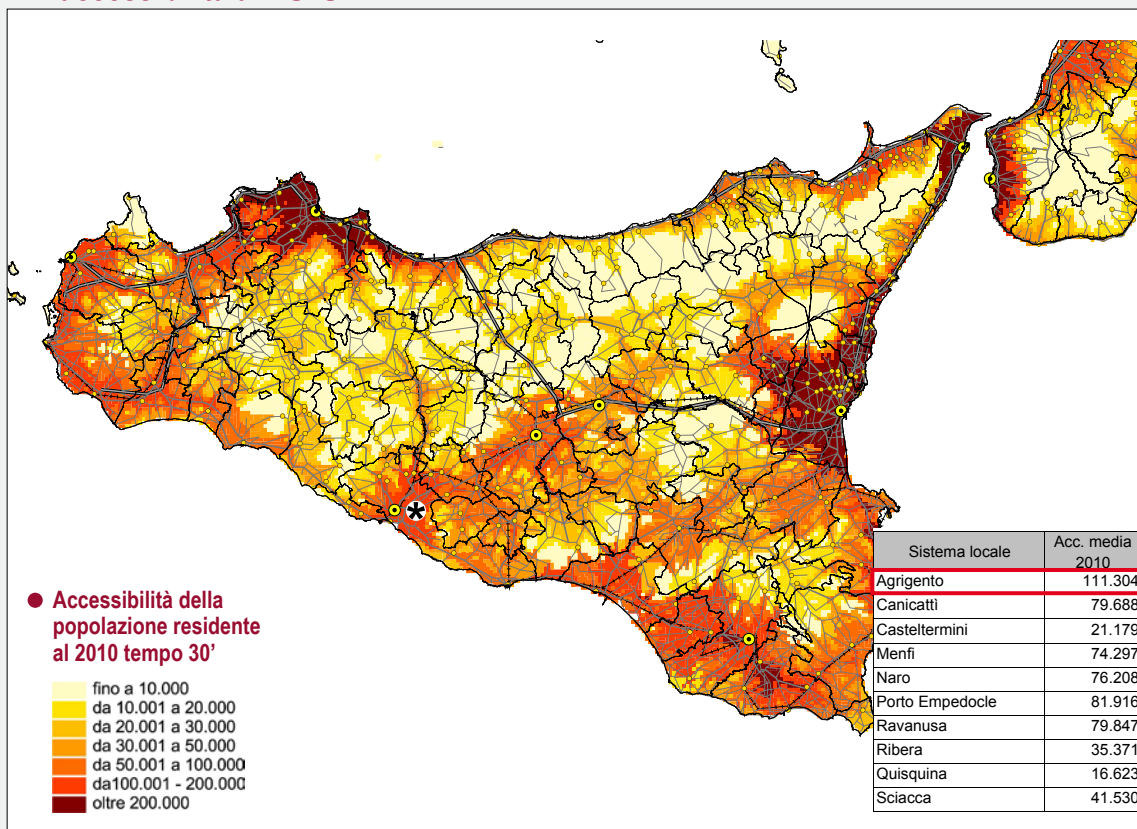 Accessibilità della
popolazione residente
al 2010 tempo 30'
fino a 10.000
da 10.001 a 20.000
da 20.001 a 30.000
da 30.001 a 50.000
da 50.001 a 100.000
da100.001 - 200.000
oltre 200.000
Sistema locale Acc. media 2010
Agrigento 111.304
Canicattì 79.688
Casteltermini 21.179
Menfi 74.297
Naro 76.208
Porto Empedocle 81.916
Ravanusa 79.847
Ribera 35.371
Quisquina 16.623
Sciacca 41.530